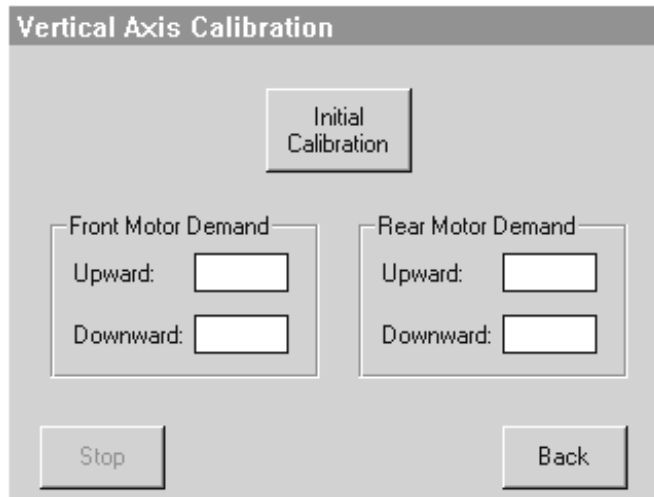 Vertical Axis Calibration
Initial
Calibration
Front Motor Demand
Upward:
Downward:
Rear Motor Demand
Upward:
Downward:
Stop
Back